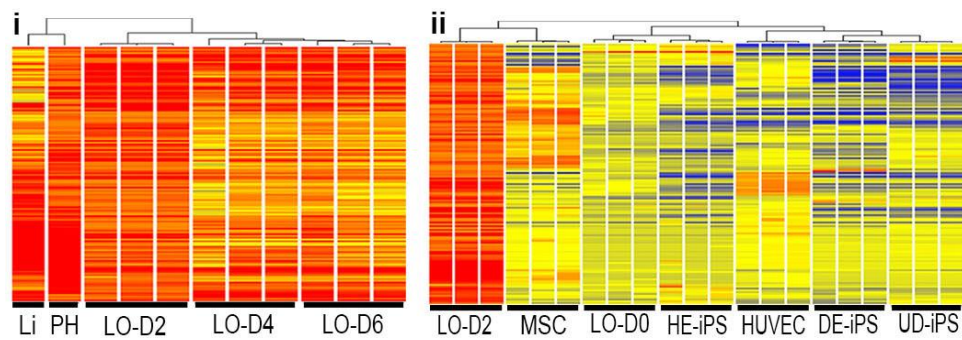 i
ii
Li PH LO-D2 LO-D4 LO-D6
LO-D2 MSC LO-D0 HE-iPS HUVEC DE-iPS UD-iPS